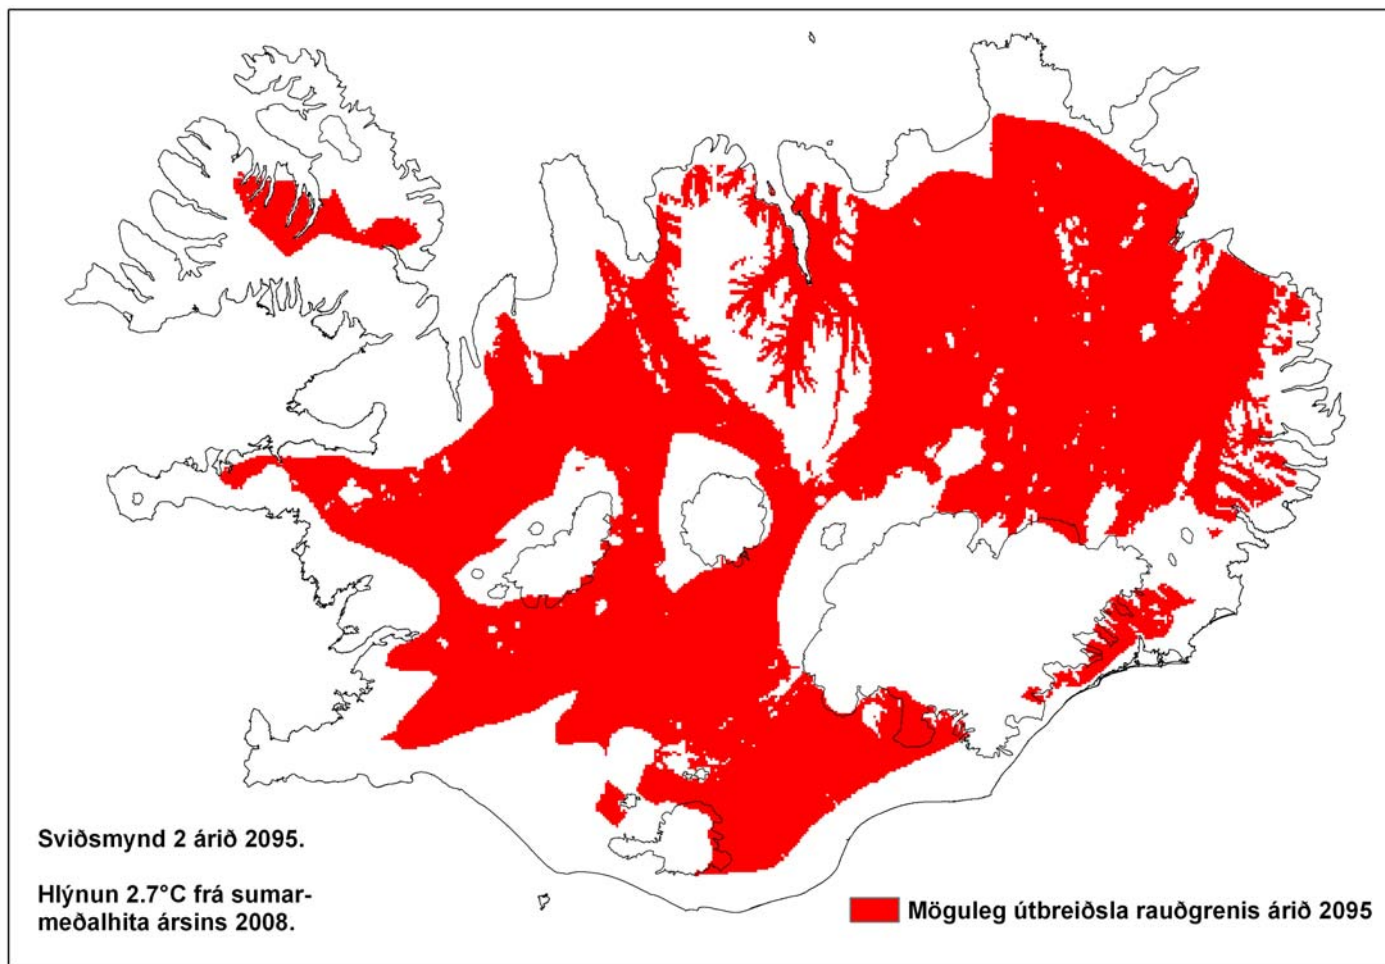 Sviðsmynd 2 árið 2095.
Hlýnun 2.7°C frá sumar-
meðalhita ársins 2008.
Möguleg útbreiðsla rauðgrenis árið 2095